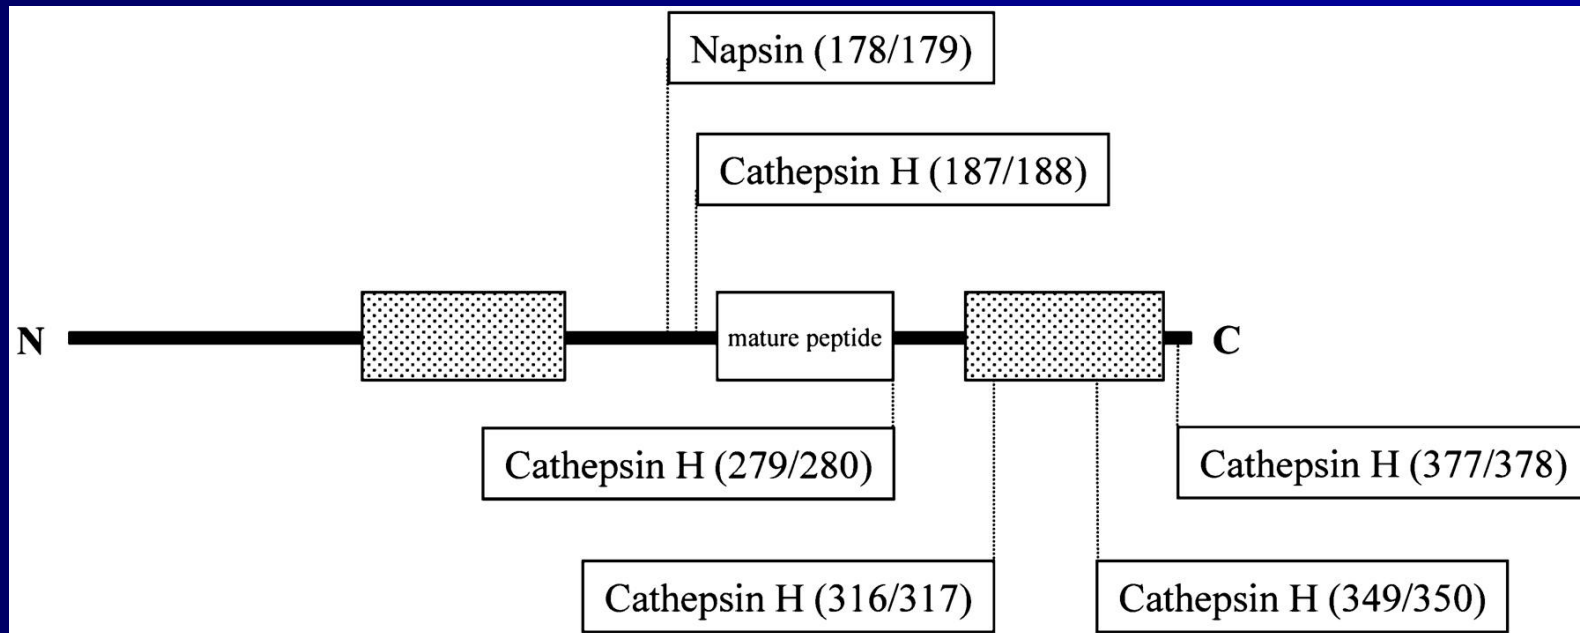 Napsin (178/179)
Cathepsin H (187/188)
N
mature peptide
C
Cathepsin H (279/280)
Cathepsin H (377/378)
Cathepsin H (316/317)
Cathepsin H (349/350)